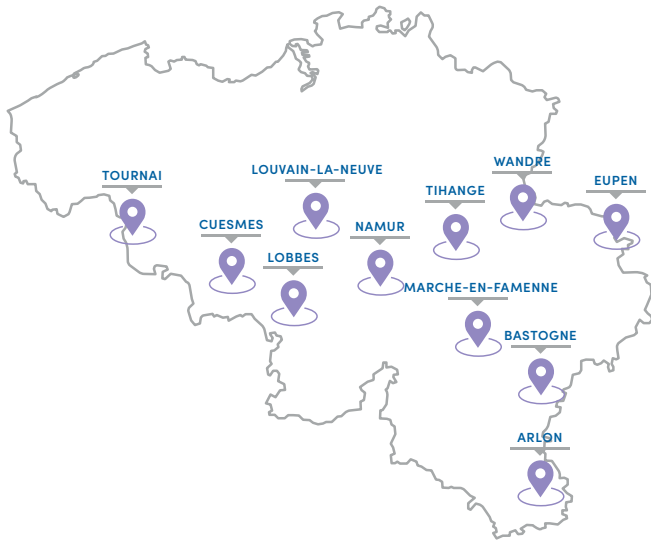 WANDRE
LOUVAIN-LA-NEUVE
TOURNAI
EUPEN
TIHANGE
CUESMES
NAMUR
LOBBES
MARCHE-EN-FAMENNE
BASTOGNE
ARLON